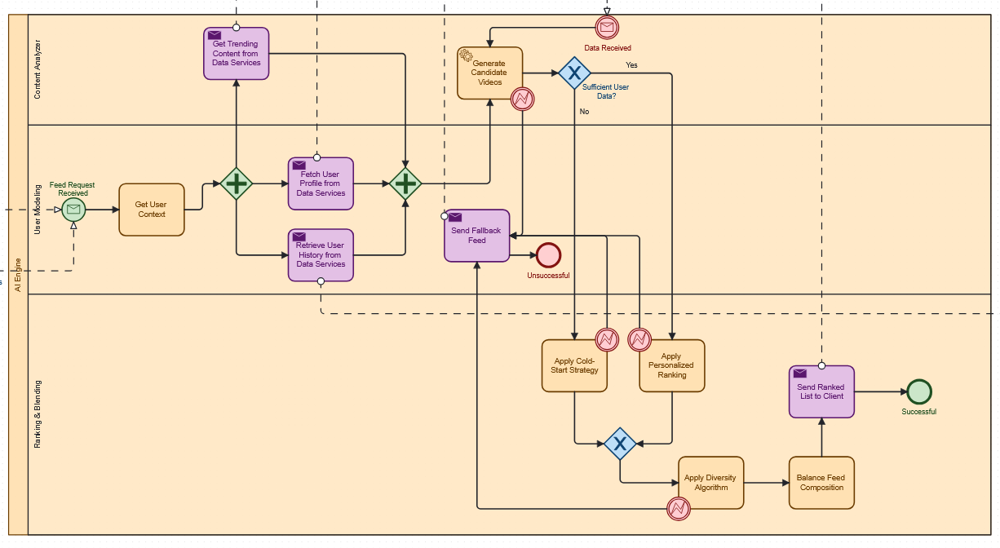 AI Engine
Content Analyzer
Get Trending
Content from
Data Services
Generate
Candidate
Videos
Data Received
Yes
Sufficient User
Data?
No
User Modeling
Feed Request
Received
Get User
Context
Fetch User
Profile from
Data Services
Retrieve User
History from
Data Services
Send Fallback
Feed
Unsuccessful
s
Ranking & Blending
Apply Cold-
Start Strategy
Apply
Personalized
Ranking
Send Ranked
List to Client
Successful
Apply Diversity
Algorithm
Balance Feed
Composition